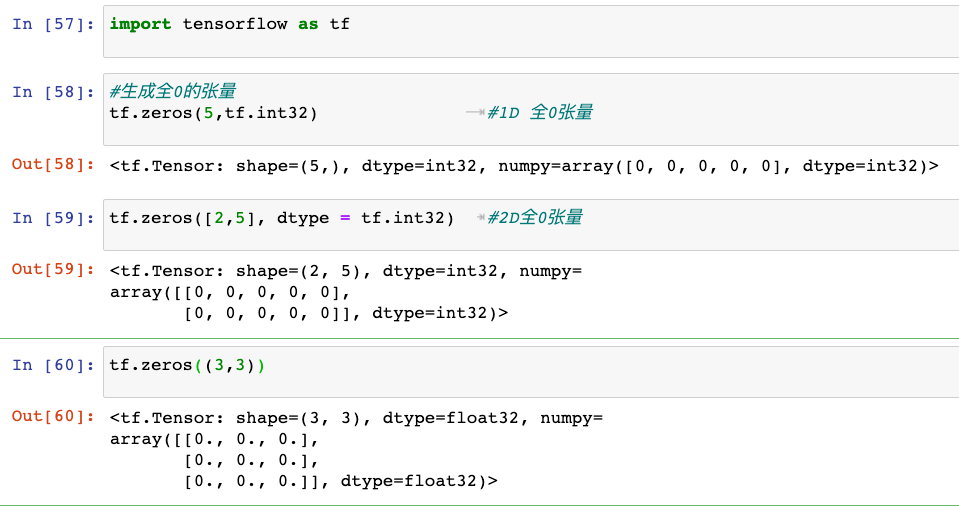 In [57]: import tensorflow as tf
In [58]: #生成全0的张量
tf.zeros(5,tf.int32) #1D 全0张量
Out[58]: <tf.Tensor: shape=(5,), dtype=int32, numpy=array([0, 0, 0, 0, 0], dtype=int32)>
In [59]: tf.zeros([2,5], dtype = tf.int32) #2D全0张量
Out[59]: <tf.Tensor: shape=(2, 5), dtype=int32, numpy=
array([[0, 0, 0, 0, 0],
[0, 0, 0, 0, 0]], dtype=int32)>
In [60]: tf.zeros((3,3))
Out[60]: <tf.Tensor: shape=(3, 3), dtype=float32, numpy=
array([[0., 0., 0.],
[0., 0., 0.],
[0., 0., 0.]], dtype=float32)>